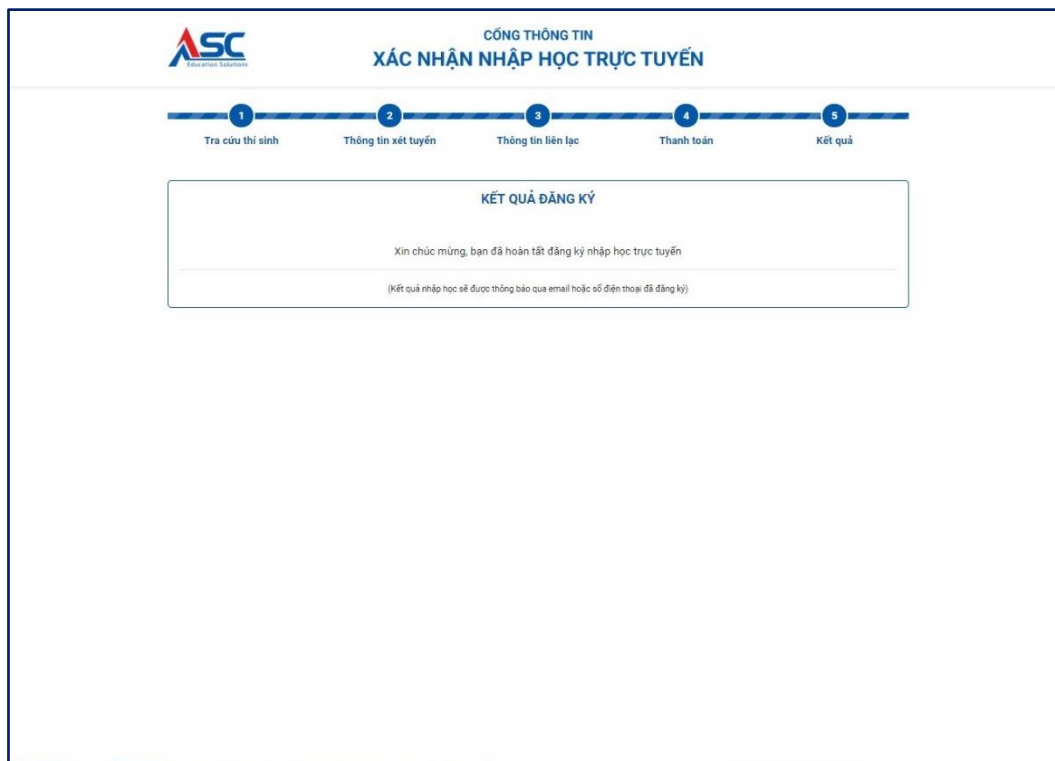 ASC
Education Solutions
CỔNG THÔNG TIN
XÁC NHẬN NHẬP HỌC TRỰC TUYẾN
1 2 3 4 5
Tra cứu thí sinh Thông tin xét tuyển Thông tin liên lạc Thanh toán Kết quả
KẾT QUẢ ĐĂNG KÝ
Xin chúc mừng, bạn đã hoàn tất đăng ký nhập học trực tuyến
(Kết quả nhập học sẽ được thông báo qua email hoặc số điện thoại đã đăng ký)